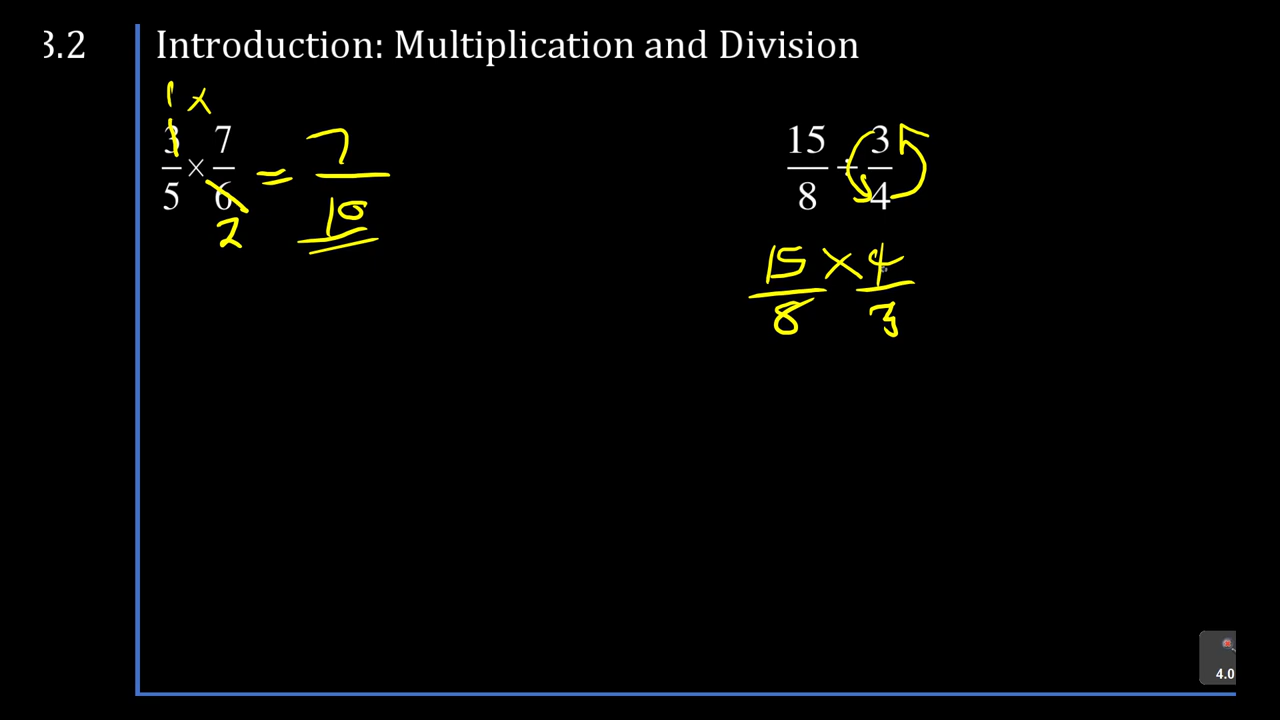 3.2 Introduction: Multiplication and Division
1 ×
3/5 × 7/6 = 7/10
2
15/8 ÷ 3/4
15/8 × 4/3
4.0